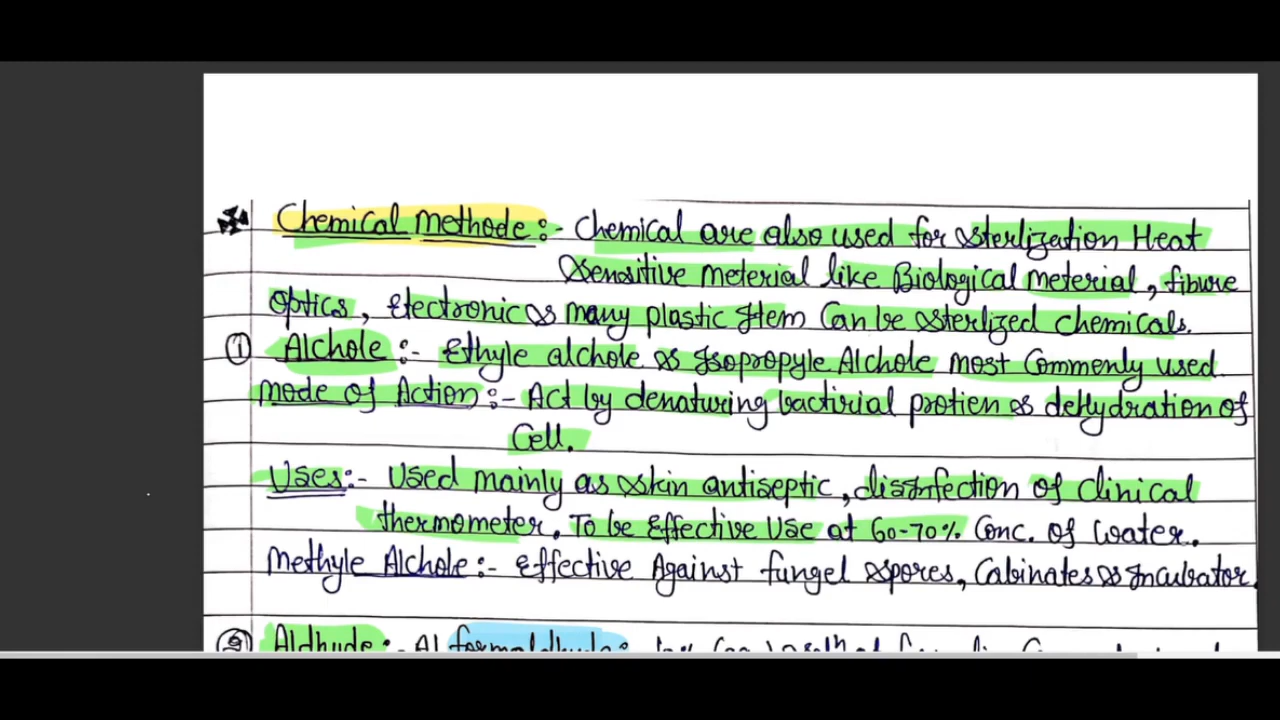 Chemical Methode :- Chemical are also used for sterlization Heat
sensitive meterial like Biological meterial, fibure
optics, Electronic & many plastic Item Can be sterlized chemicals.
① Alchole :- Ethyle alchole & Isopropyle Alchole most Commonly used.
mode of Action :- Act by denaturing bactirial protien & deHydration of
Cell.
Uses:- Used mainly as skin antiseptic, disinfection of clinical
thermometer. To be Effective Use at 60-70% Conc. of water.
Methyle Alchole :- Effective Against fungel spores, Cabinates & Incubator.
② Aldhyde :- A)